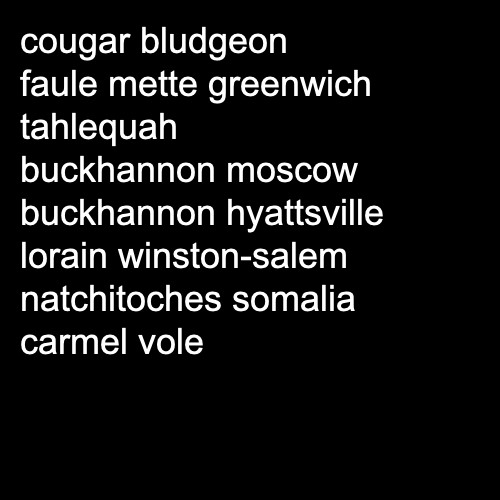 cougar bludgeon
faule mette greenwich
tahlequah
buckhannon moscow
buckhannon hyattsville
lorain winston-salem
natchitoches somalia
carmel vole